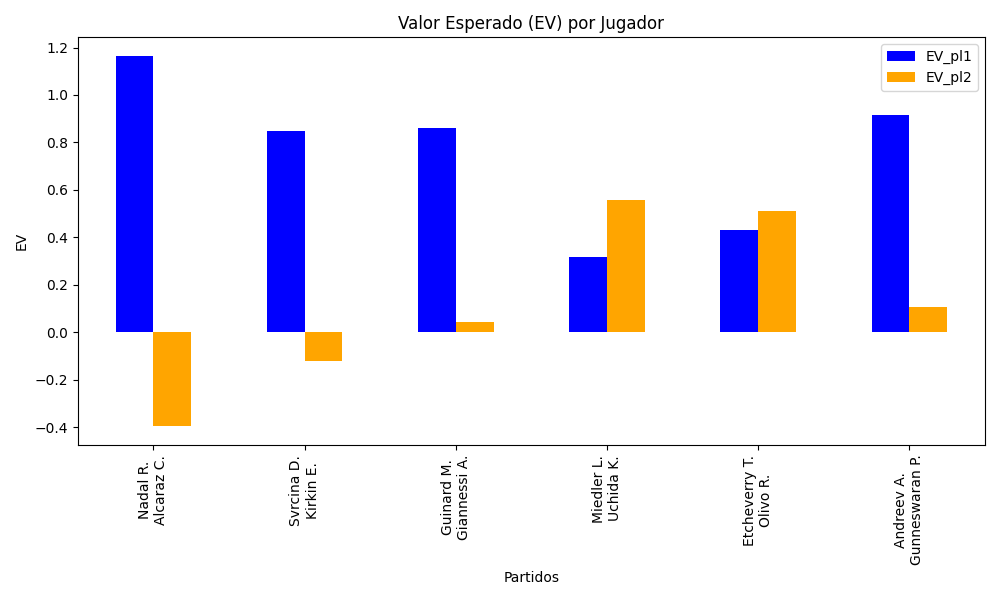 Valor Esperado (EV) por Jugador
EV_pl1
EV_pl2
EV
1.2
1.0
0.8
0.6
0.4
0.2
0.0
−0.2
−0.4
Nadal R.
Alcaraz C.
Svrcina D.
Kirkin E.
Guinard M.
Giannessi A.
Miedler L.
Uchida K.
Etcheverry T.
Olivo R.
Andreev A.
Gunneswaran P.
Partidos